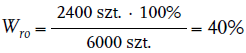 W_ro = 2400 szt. · 100% / 6000 szt. = 40%